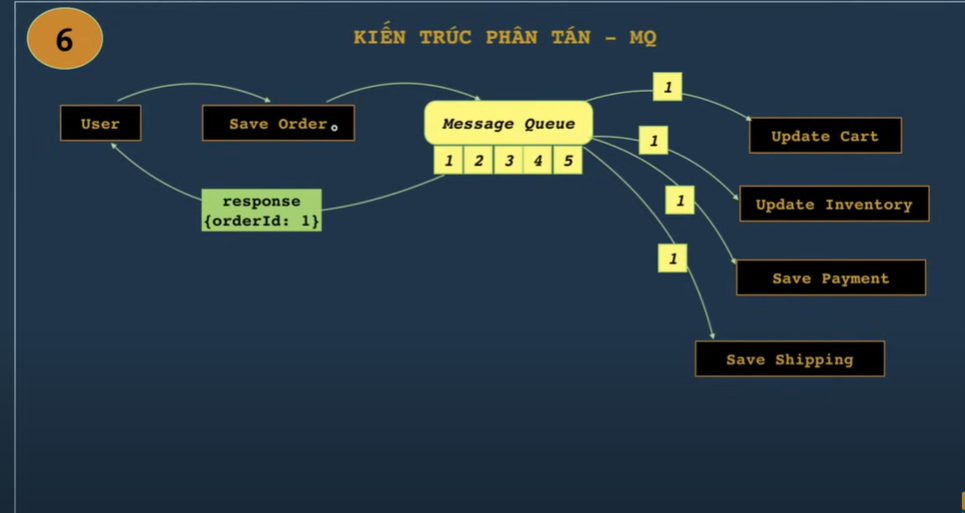 6
KIẾN TRÚC PHÂN TÁN - MQ
User
Save Order
Message Queue
1 2 3 4 5
response
{orderId: 1}
1
Update Cart
1
Update Inventory
1
Save Payment
1
Save Shipping